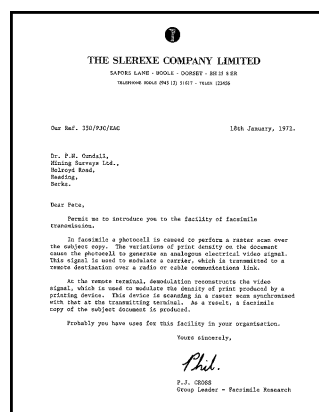 THE SLEREXE COMPANY LIMITED
SAPORS LANE - BOOLE - DORSET - BH 25 8 ER
TELEPHONE BOOLE (945 13) 51617 - TELEX 123456
Our Ref. 350/PJC/EAC
18th January, 1972.
Dr. P.N. Cundall,
Mining Surveys Ltd.,
Holroyd Road,
Reading,
Berks.
Dear Pete,
Permit me to introduce you to the facility of facsimile
transmission.
In facsimile a photocell is caused to perform a raster scan over
the subject copy. The variations of print density on the document
cause the photocell to generate an analogous electrical video signal.
This signal is used to modulate a carrier, which is transmitted to a
remote destination over a radio or cable communications link.
At the remote terminal, demodulation reconstructs the video
signal, which is used to modulate the density of print produced by a
printing device. This device is scanning in a raster scan synchronised
with that at the transmitting terminal. As a result, a facsimile
copy of the subject document is produced.
Probably you have uses for this facility in your organisation.
Yours sincerely,
Phil.
P.J. CROSS
Group Leader - Facsimile Research